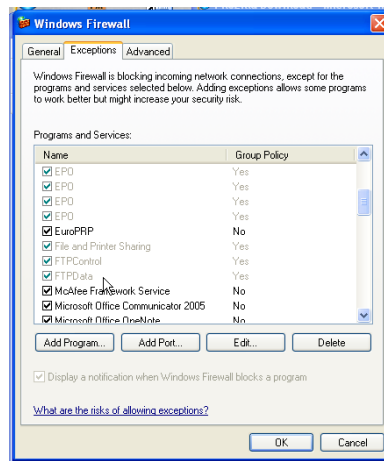 Windows Firewall
General Exceptions Advanced
Windows Firewall is blocking incoming network connections, except for the
programs and services selected below. Adding exceptions allows some programs
to work better but might increase your security risk.
Programs and Services:
Name Group Policy
EPO Yes
EPO Yes
EPO Yes
EPO Yes
EuroPRP No
File and Printer Sharing Yes
FTPControl Yes
FTPData Yes
McAfee Framework Service No
Microsoft Office Communicator 2005 No
Microsoft Office OneNote No
Add Program... Add Port... Edit... Delete
Display a notification when Windows Firewall blocks a program
What are the risks of allowing exceptions?
OK Cancel